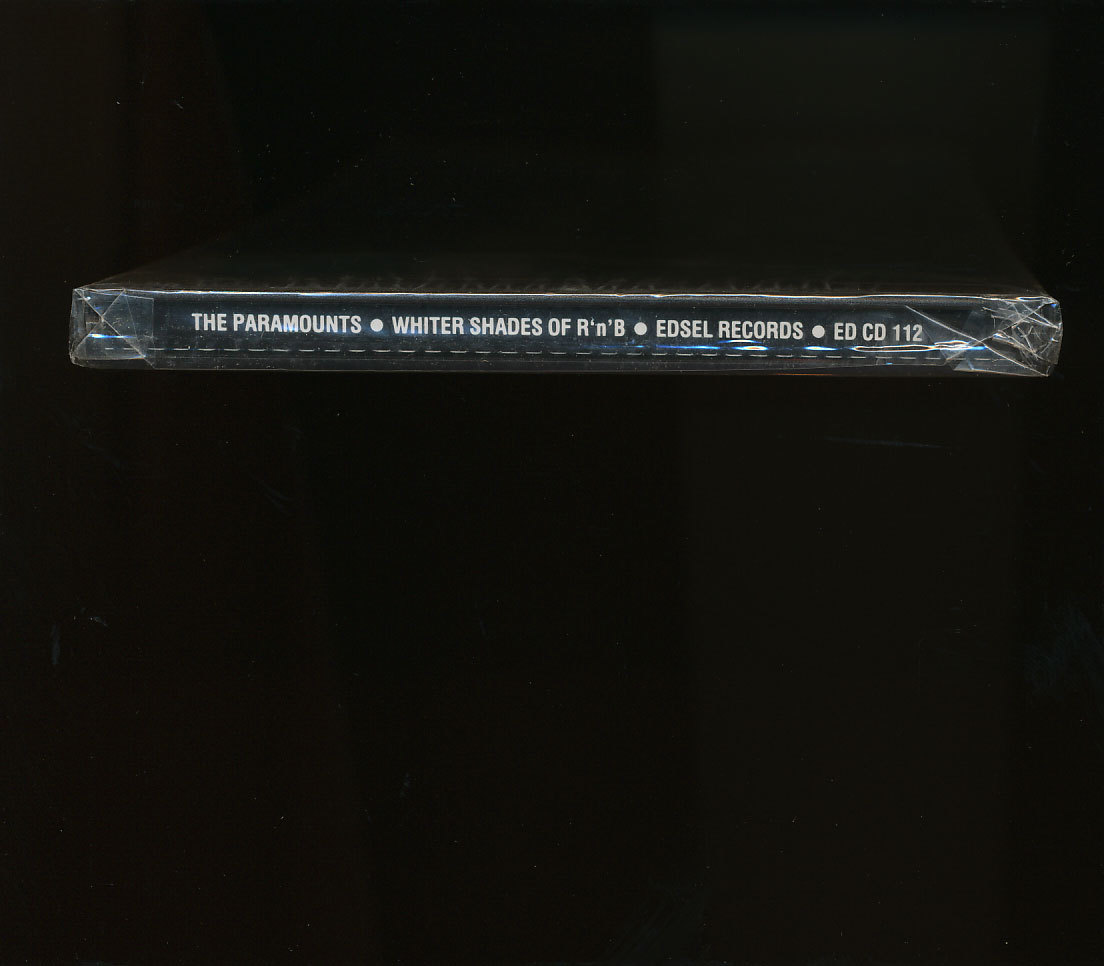 THE PARAMOUNTS ● WHITER SHADES OF R‘n’B ● EDSEL RECORDS ● ED CD 112